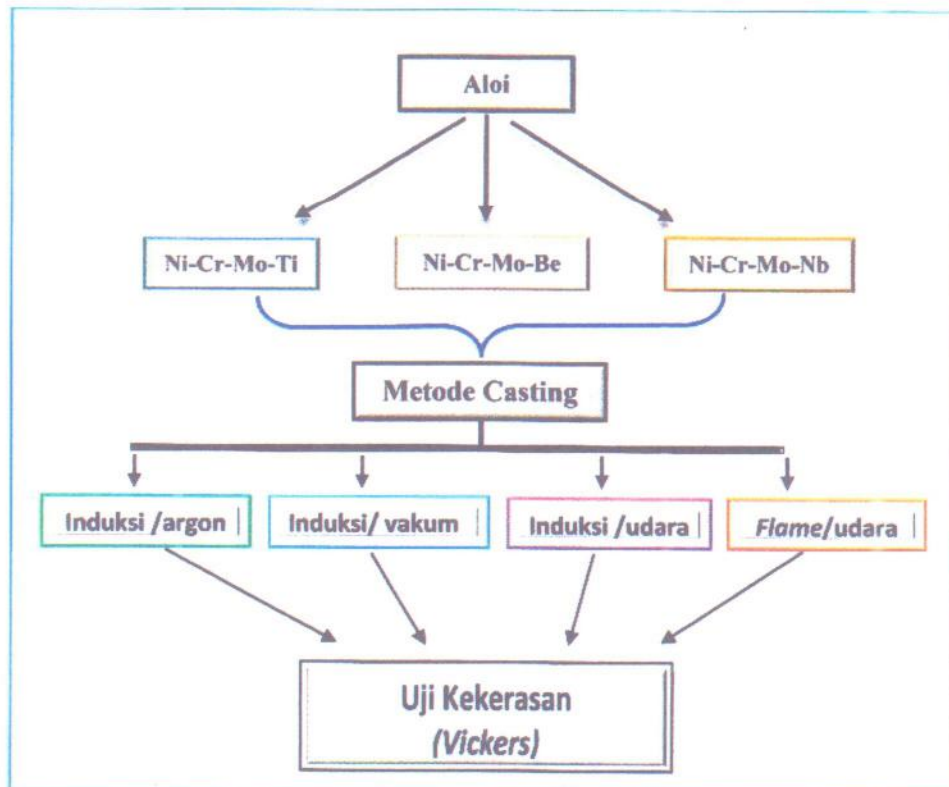 Aloi
Ni-Cr-Mo-Ti
Ni-Cr-Mo-Be
Ni-Cr-Mo-Nb
Metode Casting
Induksi /argon
Induksi/ vakum
Induksi /udara
Flame/udara
Uji Kekerasan
(Vickers)